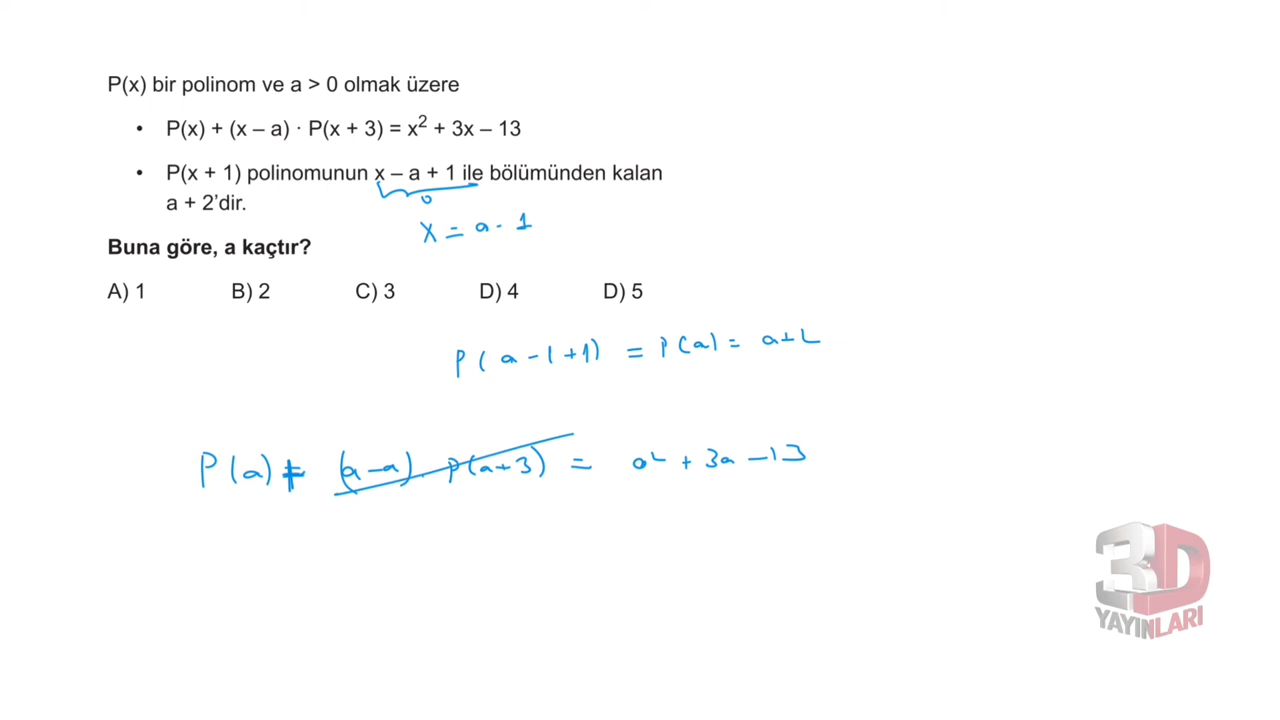 P(x) bir polinom ve a > 0 olmak üzere
• P(x) + (x – a) · P(x + 3) = x² + 3x – 13
• P(x + 1) polinomunun x – a + 1 ile bölümünden kalan
a + 2'dir.
0
x = a - 1
Buna göre, a kaçtır?
A) 1 B) 2 C) 3 D) 4 D) 5
P(a - 1 + 1) = P(a) = a + 2
P(a) + (a - a) · P(a + 3) = a² + 3a - 13
3D
YAYINLARI